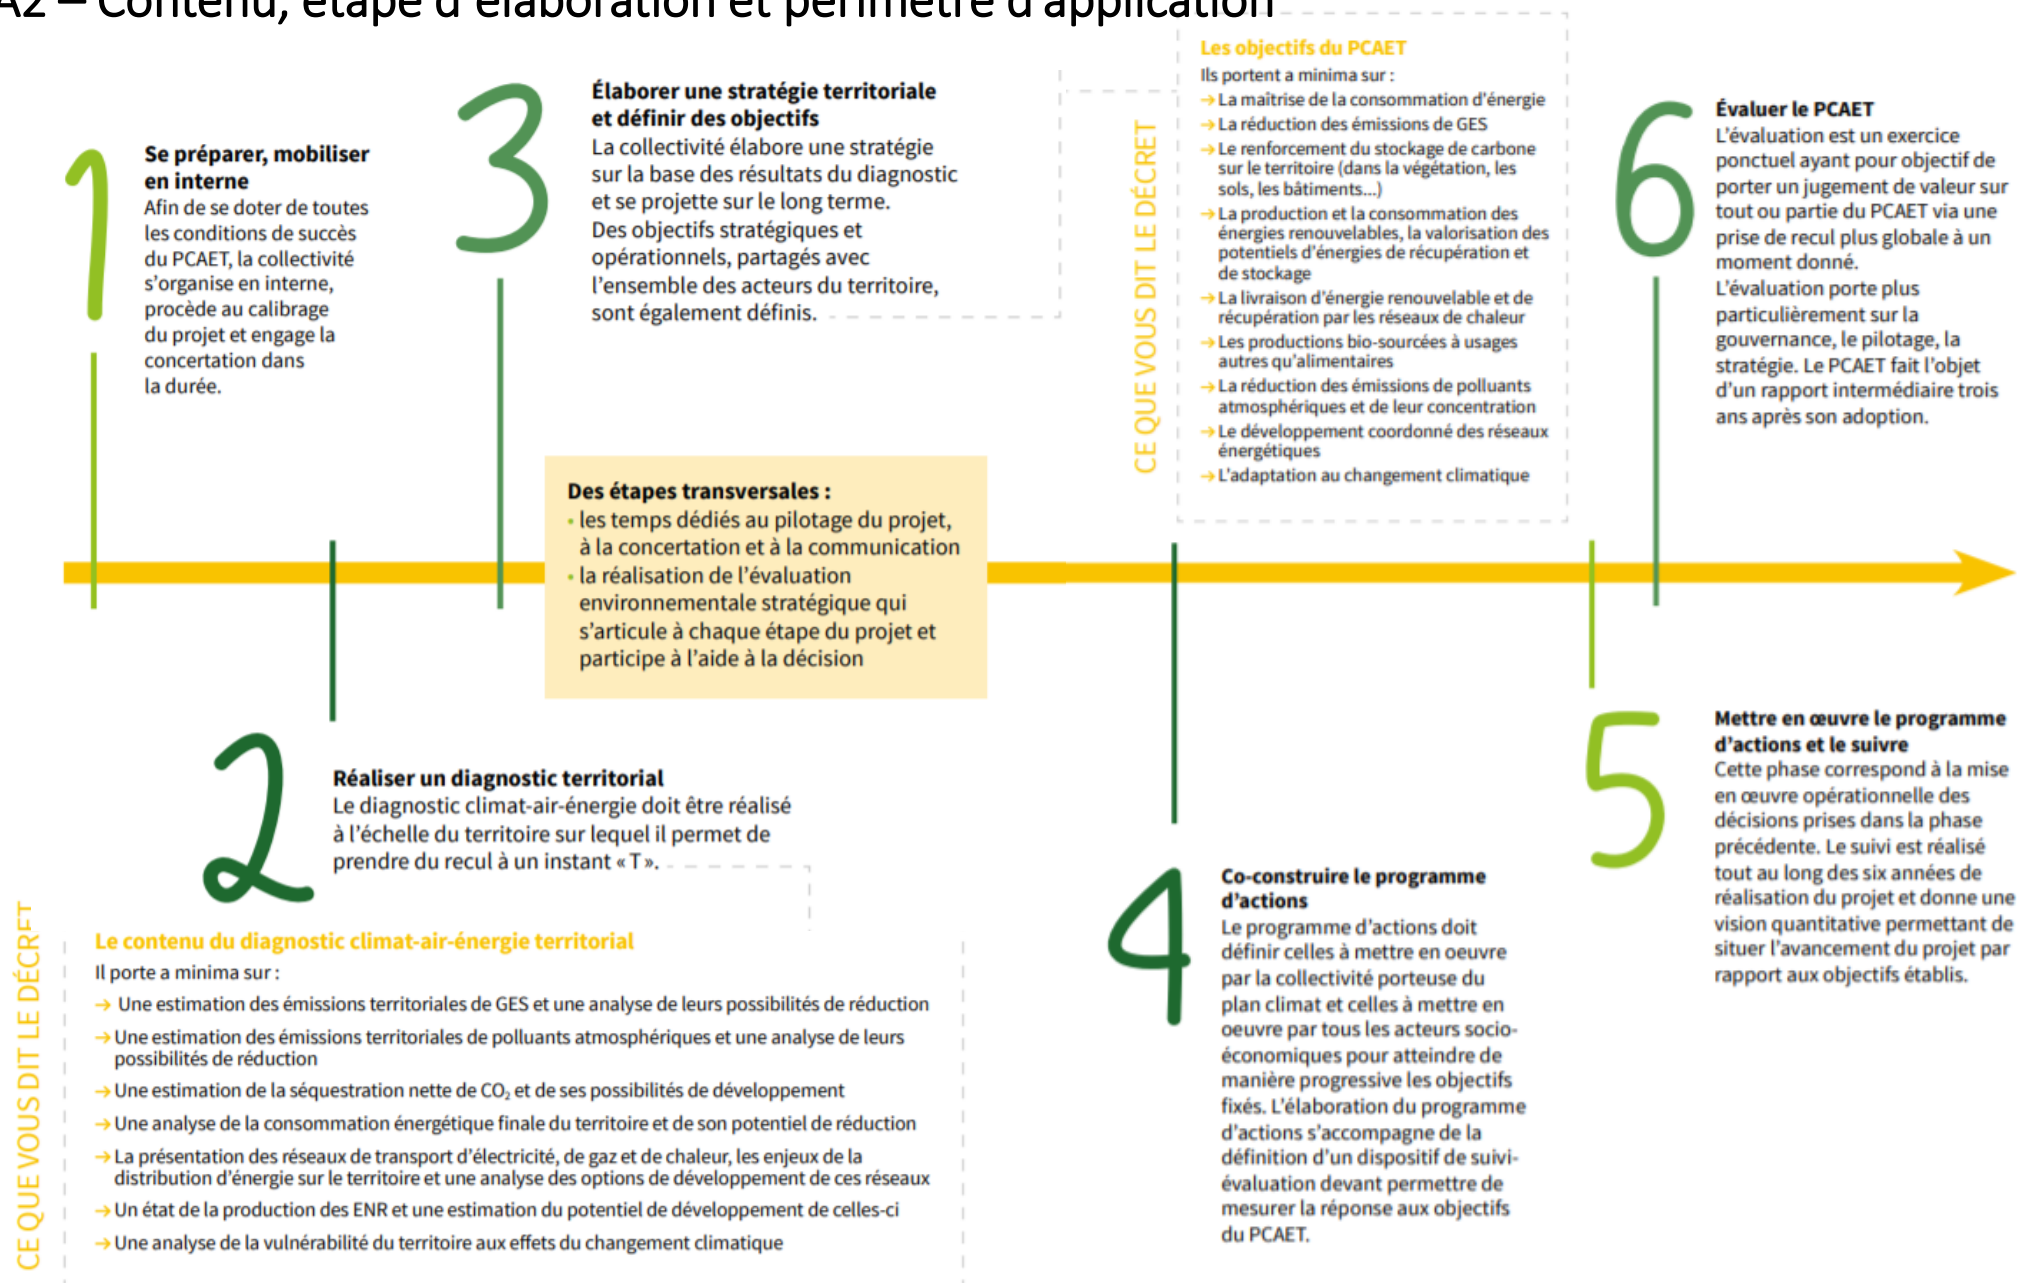 A2 – Contenu, étape d'élaboration et périmètre d'application
1
Se préparer, mobiliser
en interne
Afin de se doter de toutes
les conditions de succès
du PCAET, la collectivité
s'organise en interne,
procède au calibrage
du projet et engage la
concertation dans
la durée.
2
Réaliser un diagnostic territorial
Le diagnostic climat-air-énergie doit être réalisé
à l'échelle du territoire sur lequel il permet de
prendre du recul à un instant « T ».
CE QUE VOUS DIT LE DÉCRET
Le contenu du diagnostic climat-air-énergie territorial
Il porte a minima sur :
→ Une estimation des émissions territoriales de GES et une analyse de leurs possibilités de réduction
→ Une estimation des émissions territoriales de polluants atmosphériques et une analyse de leurs
possibilités de réduction
→ Une estimation de la séquestration nette de CO₂ et de ses possibilités de développement
→ Une analyse de la consommation énergétique finale du territoire et de son potentiel de réduction
→ La présentation des réseaux de transport d'électricité, de gaz et de chaleur, les enjeux de la
distribution d'énergie sur le territoire et une analyse des options de développement de ces réseaux
→ Un état de la production des ENR et une estimation du potentiel de développement de celles-ci
→ Une analyse de la vulnérabilité du territoire aux effets du changement climatique
3
Élaborer une stratégie territoriale
et définir des objectifs
La collectivité élabore une stratégie
sur la base des résultats du diagnostic
et se projette sur le long terme.
Des objectifs stratégiques et
opérationnels, partagés avec
l'ensemble des acteurs du territoire,
sont également définis.
CE QUE VOUS DIT LE DÉCRET
Les objectifs du PCAET
Ils portent a minima sur :
→ La maîtrise de la consommation d'énergie
→ La réduction des émissions de GES
→ Le renforcement du stockage de carbone
sur le territoire (dans la végétation, les
sols, les bâtiments...)
→ La production et la consommation des
énergies renouvelables, la valorisation des
potentiels d'énergies de récupération et
de stockage
→ La livraison d'énergie renouvelable et de
récupération par les réseaux de chaleur
→ Les productions bio-sourcées à usages
autres qu'alimentaires
→ La réduction des émissions de polluants
atmosphériques et de leur concentration
→ Le développement coordonné des réseaux
énergétiques
→ L'adaptation au changement climatique
Des étapes transversales :
• les temps dédiés au pilotage du projet,
à la concertation et à la communication
• la réalisation de l'évaluation
environnementale stratégique qui
s'articule à chaque étape du projet et
participe à l'aide à la décision
4
Co-construire le programme
d'actions
Le programme d'actions doit
définir celles à mettre en oeuvre
par la collectivité porteuse du
plan climat et celles à mettre en
oeuvre par tous les acteurs socio-
économiques pour atteindre de
manière progressive les objectifs
fixés. L'élaboration du programme
d'actions s'accompagne de la
définition d'un dispositif de suivi-
évaluation devant permettre de
mesurer la réponse aux objectifs
du PCAET.
5
Mettre en œuvre le programme
d'actions et le suivre
Cette phase correspond à la mise
en œuvre opérationnelle des
décisions prises dans la phase
précédente. Le suivi est réalisé
tout au long des six années de
réalisation du projet et donne une
vision quantitative permettant de
situer l'avancement du projet par
rapport aux objectifs établis.
6
Évaluer le PCAET
L'évaluation est un exercice
ponctuel ayant pour objectif de
porter un jugement de valeur sur
tout ou partie du PCAET via une
prise de recul plus globale à un
moment donné.
L'évaluation porte plus
particulièrement sur la
gouvernance, le pilotage, la
stratégie. Le PCAET fait l'objet
d'un rapport intermédiaire trois
ans après son adoption.